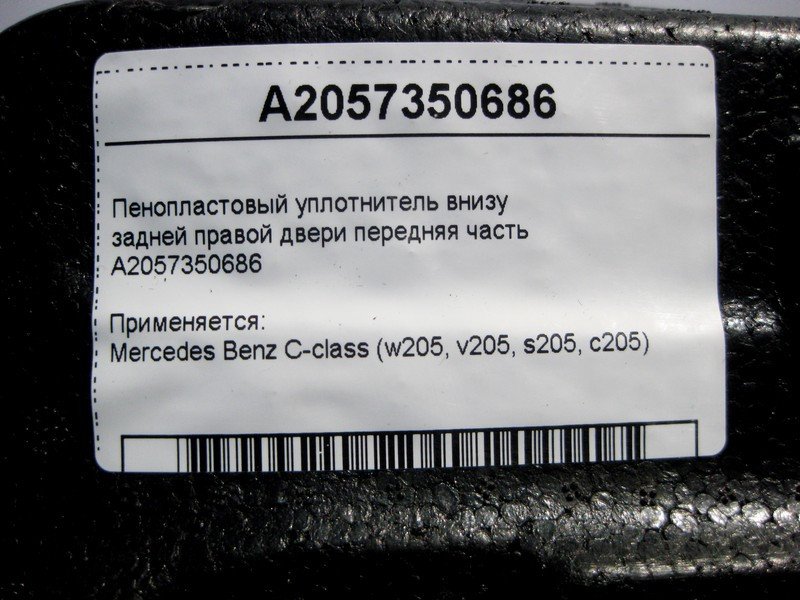 A2057350686
Пенопластовый уплотнитель внизу
задней правой двери передняя часть
A2057350686
Применяется:
Mercedes Benz C-class (w205, v205, s205, c205)